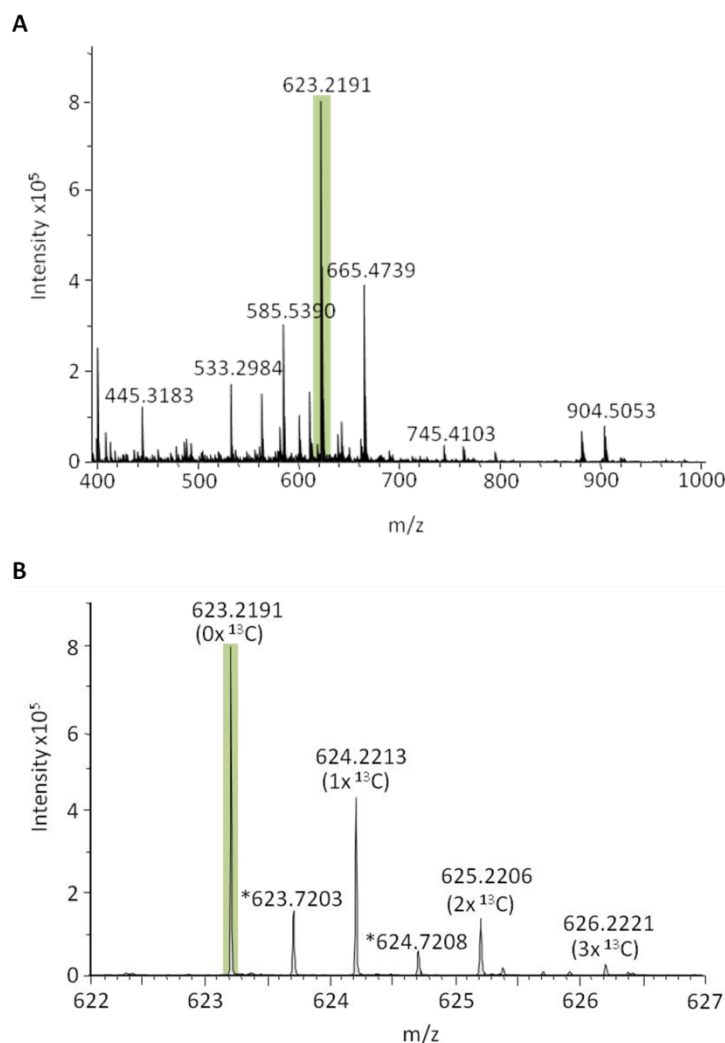 A
623.2191
8
6
4
2
0
Intensity x10⁵
665.4739
585.5390
533.2984
445.3183
745.4103
904.5053
400 500 600 700 800 900 1000
m/z
B
623.2191
(0x ¹³C)
8
6
4
2
0
Intensity x10⁵
624.2213
(1x ¹³C)
*623.7203
625.2206
(2x ¹³C)
*624.7208
626.2221
(3x ¹³C)
622 623 624 625 626 627
m/z